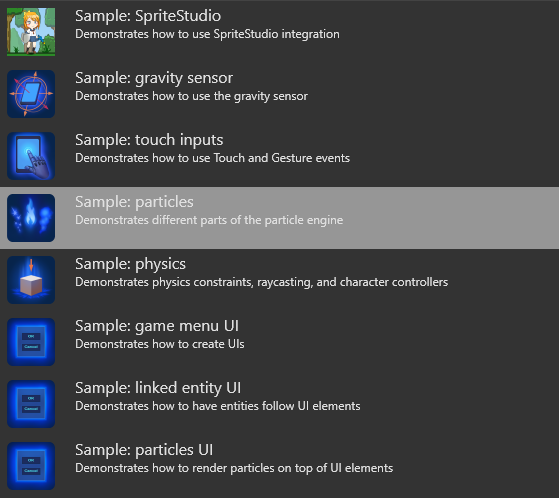 Sample: SpriteStudio
Demonstrates how to use SpriteStudio integration
Sample: gravity sensor
Demonstrates how to use the gravity sensor
Sample: touch inputs
Demonstrates how to use Touch and Gesture events
Sample: particles
Demonstrates different parts of the particle engine
Sample: physics
Demonstrates physics constraints, raycasting, and character controllers
Sample: game menu UI
Demonstrates how to create UIs
Sample: linked entity UI
Demonstrates how to have entities follow UI elements
Sample: particles UI
Demonstrates how to render particles on top of UI elements